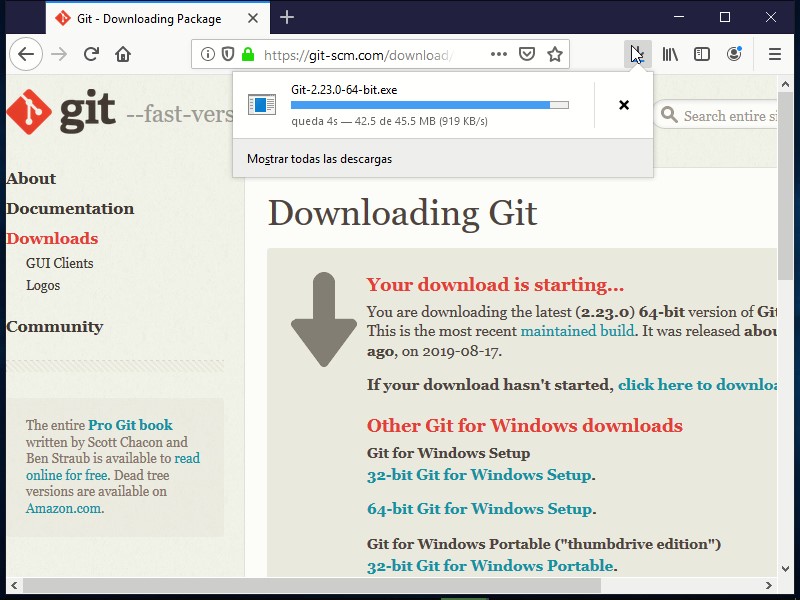 Git - Downloading Package
https://git-scm.com/download/
Git-2.23.0-64-bit.exe
queda 4s — 42.5 de 45.5 MB (919 KB/s)
Mostrar todas las descargas
git --fast-vers
Search entire si
About
Documentation
Downloads
GUI Clients
Logos
Community
The entire Pro Git book
written by Scott Chacon and
Ben Straub is available to read
online for free. Dead tree
versions are available on
Amazon.com.
Downloading Git
Your download is starting...
You are downloading the latest (2.23.0) 64-bit version of Git
This is the most recent maintained build. It was released abou
ago, on 2019-08-17.
If your download hasn't started, click here to downloa
Other Git for Windows downloads
Git for Windows Setup
32-bit Git for Windows Setup.
64-bit Git for Windows Setup.
Git for Windows Portable ("thumbdrive edition")
32-bit Git for Windows Portable.